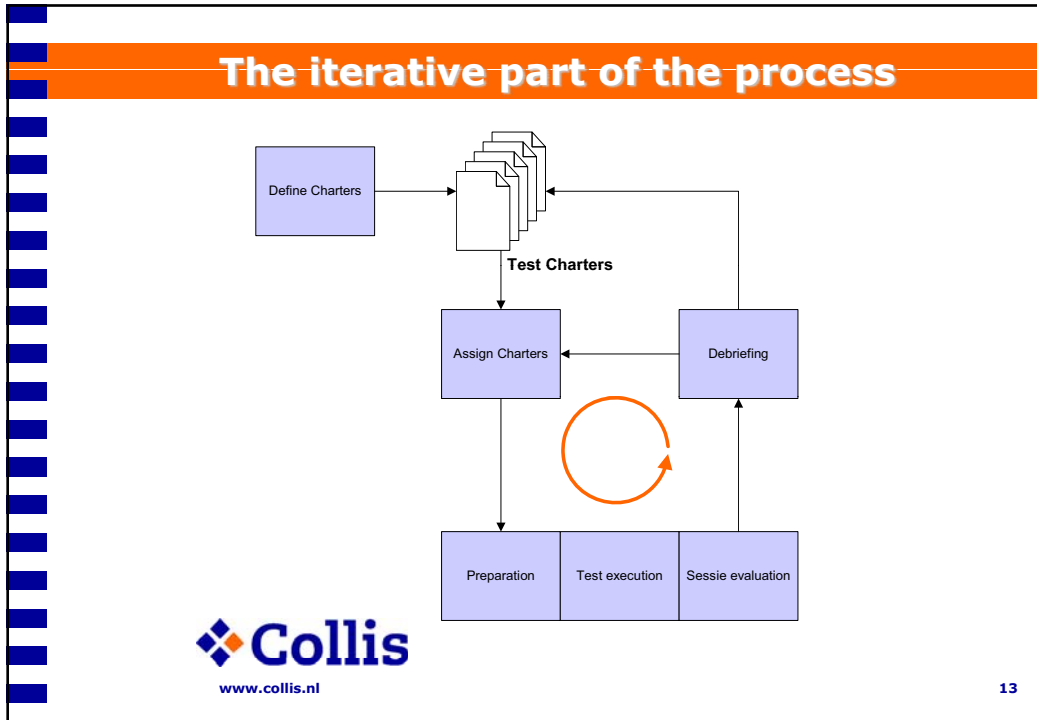 The iterative part of the process
Define Charters
Test Charters
Assign Charters
Debriefing
Preparation
Test execution
Sessie evaluation
Collis
www.collis.nl
13